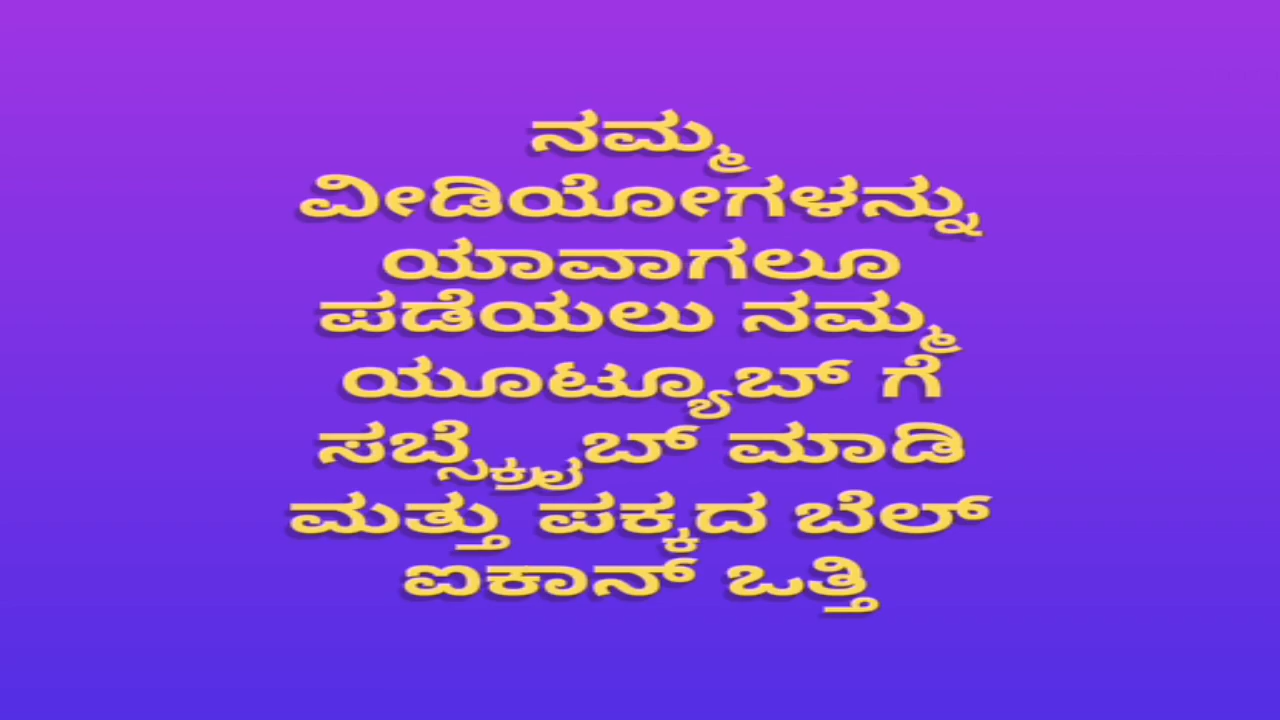 ನಮ್ಮ
ವೀಡಿಯೋಗಳನ್ನು
ಯಾವಾಗಲೂ
ಪಡೆಯಲು ನಮ್ಮ
ಯೂಟ್ಯೂಬ್ ಗೆ
ಸಬ್ಸ್ಕ್ರೈಬ್ ಮಾಡಿ
ಮತ್ತು ಪಕ್ಕದ ಬೆಲ್
ಐಕಾನ್ ಒತ್ತಿ